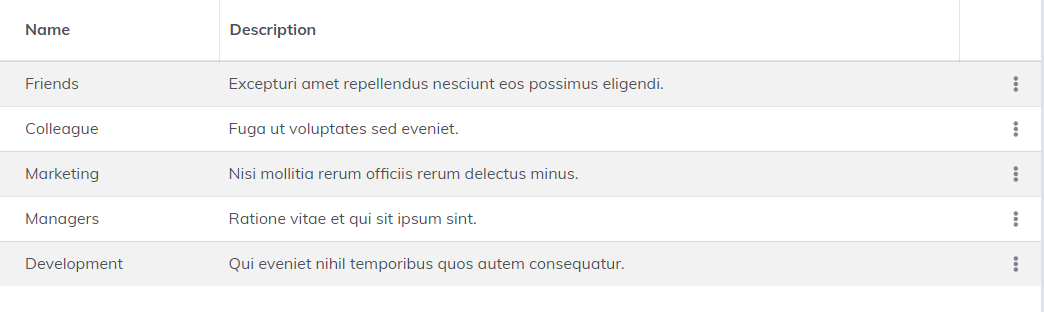 Name Description
Friends Excepturi amet repellendus nesciunt eos possimus eligendi.
Colleague Fuga ut voluptates sed eveniet.
Marketing Nisi mollitia rerum officiis rerum delectus minus.
Managers Ratione vitae et qui sit ipsum sint.
Development Qui eveniet nihil temporibus quos autem consequatur.